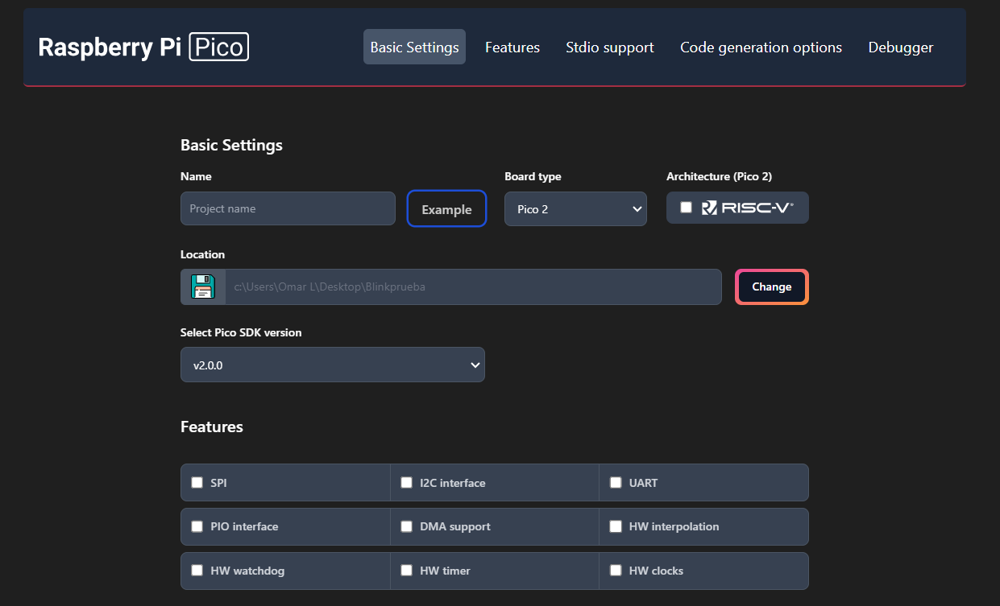 Raspberry Pi Pico Basic Settings Features Stdio support Code generation options Debugger
Basic Settings
Name Board type Architecture (Pico 2)
Project name Example Pico 2 RISC-V®
Location
c:\Users\Omar L\Desktop\Blinkprueba Change
Select Pico SDK version
v2.0.0
Features
SPI I2C interface UART
PIO interface DMA support HW interpolation
HW watchdog HW timer HW clocks